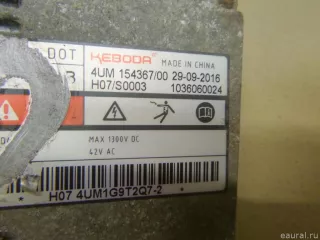 DOT KEBODA MADE IN CHINA
4UM 154367/00 29-09-2016
H07/S0003 1036060024
MAX 1300V DC
42V AC
* H07 4UM1G9T2Q7-2 *
eaural.ru